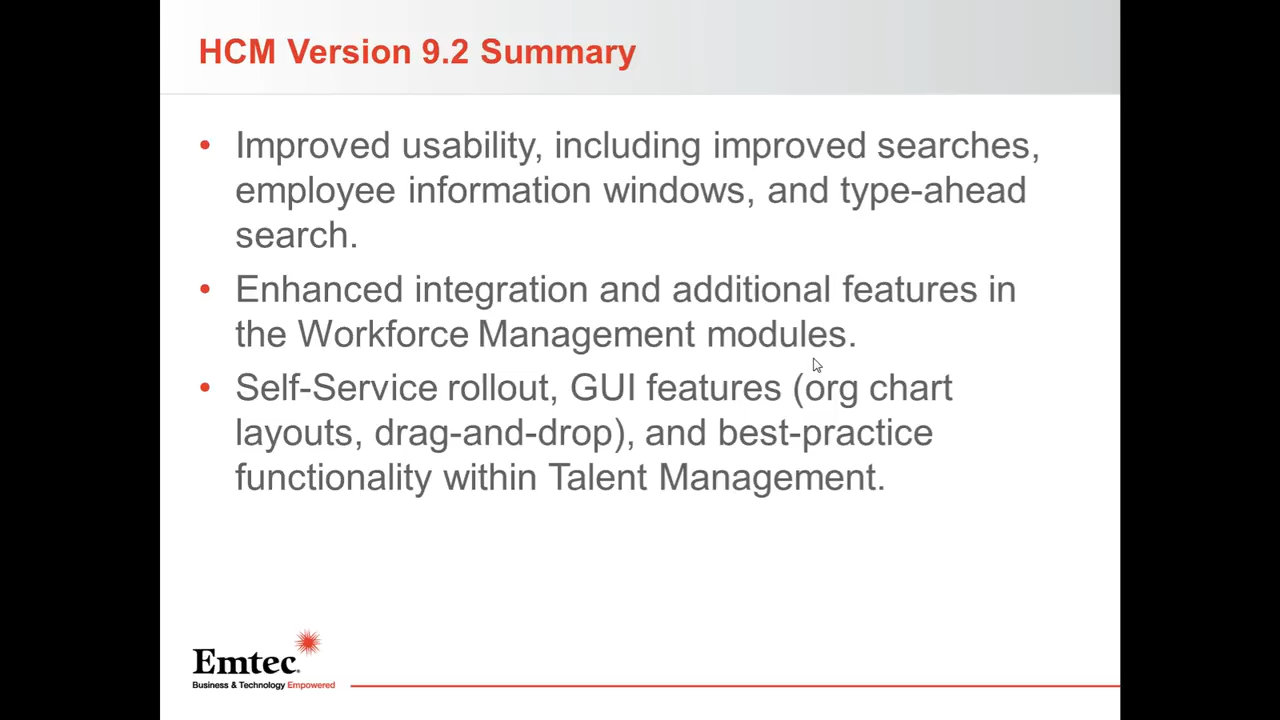 HCM Version 9.2 Summary
• Improved usability, including improved searches,
employee information windows, and type-ahead
search.
• Enhanced integration and additional features in
the Workforce Management modules.
• Self-Service rollout, GUI features (org chart
layouts, drag-and-drop), and best-practice
functionality within Talent Management.
Emtec
Business & Technology Empowered